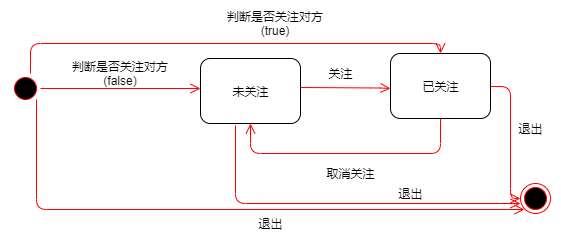 判断是否关注对方
(true)
判断是否关注对方
(false)
未关注
关注
已关注
退出
取消关注
退出
退出